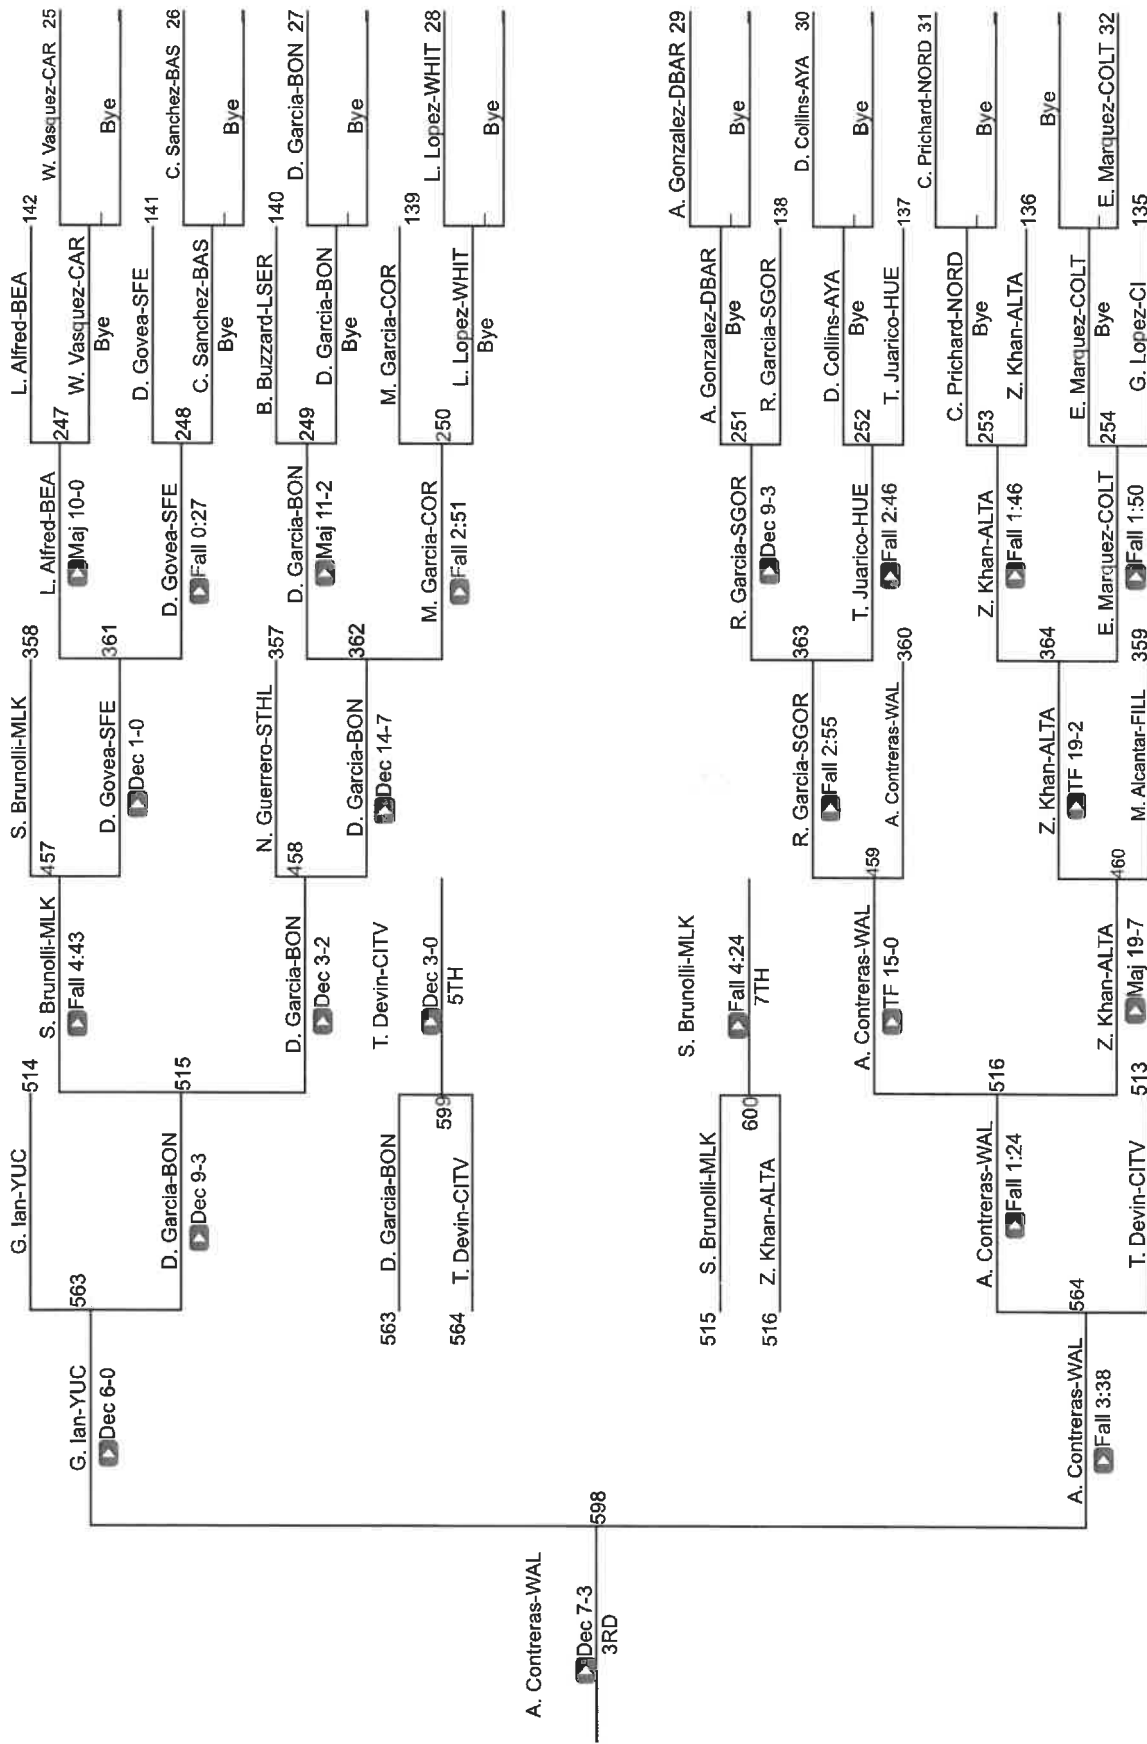 L. Alfred-BEA 142
W. Vasquez-CAR 25
247
W. Vasquez-CAR
Bye
Bye
L. Alfred-BEA
Maj 10-0
D. Govea-SFE 141
C. Sanchez-BAS 26
248
C. Sanchez-BAS
Bye
Bye
D. Govea-SFE
Fall 0:27
S. Brunolli-MLK 358
361
457
D. Govea-SFE
Dec 1-0
S. Brunolli-MLK
Fall 4:43
B. Buzzard-LSER 140
D. Garcia-BON 27
249
D. Garcia-BON
Bye
Bye
D. Garcia-BON
Maj 11-2
M. Garcia-COR 139
L. Lopez-WHIT 28
250
L. Lopez-WHIT
Bye
Bye
M. Garcia-COR
Fall 2:51
N. Guerrero-STHL 357
362
458
D. Garcia-BON
Dec 14-7
D. Garcia-BON
Dec 3-2
G. Ian-YUC 514
515
563
D. Garcia-BON
Dec 9-3
G. Ian-YUC
Dec 6-0
563 D. Garcia-BON
599
564 T. Devin-CITV
T. Devin-CITV
Dec 3-0
5TH
598
A. Contreras-WAL
Dec 7-3
3RD
515 S. Brunolli-MLK
600
516 Z. Khan-ALTA
S. Brunolli-MLK
Fall 4:24
7TH
A. Gonzalez-DBAR 29
A. Gonzalez-DBAR
Bye
Bye
251
R. Garcia-SGOR 138
R. Garcia-SGOR
Dec 9-3
D. Collins-AYA 30
D. Collins-AYA
Bye
Bye
252
T. Juarico-HUE 137
T. Juarico-HUE
Fall 2:46
363
R. Garcia-SGOR
Fall 2:55
A. Contreras-WAL 360
459
A. Contreras-WAL
TF 15-0
C. Prichard-NORD 31
C. Prichard-NORD
Bye
Bye
253
Z. Khan-ALTA 136
Z. Khan-ALTA
Fall 1:46
Bye
E. Marquez-COLT 32
E. Marquez-COLT
Bye
254
G. Lopez-CI 135
E. Marquez-COLT
Fall 1:50
364
Z. Khan-ALTA
TF 19-2
M. Alcantar-FILL 359
460
Z. Khan-ALTA
Maj 19-7
516
A. Contreras-WAL
Fall 1:24
T. Devin-CITV 513
564
A. Contreras-WAL
Fall 3:38